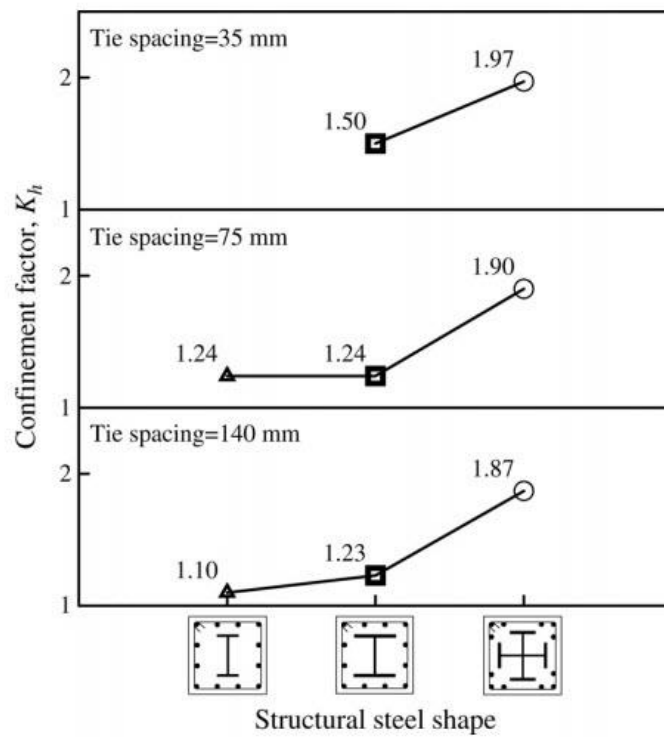 Tie spacing=35 mm
1.97
2
1.50
1
Tie spacing=75 mm
2
1.90
1.24
1.24
1
Tie spacing=140 mm
2
1.87
1.23
1.10
1
Confinement factor, K_h
Structural steel shape